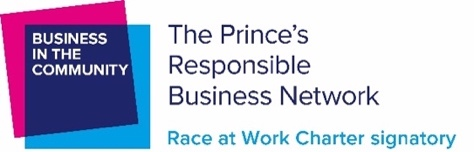 BUSINESS
IN THE
COMMUNITY
The Prince’s
Responsible
Business Network
Race at Work Charter signatory